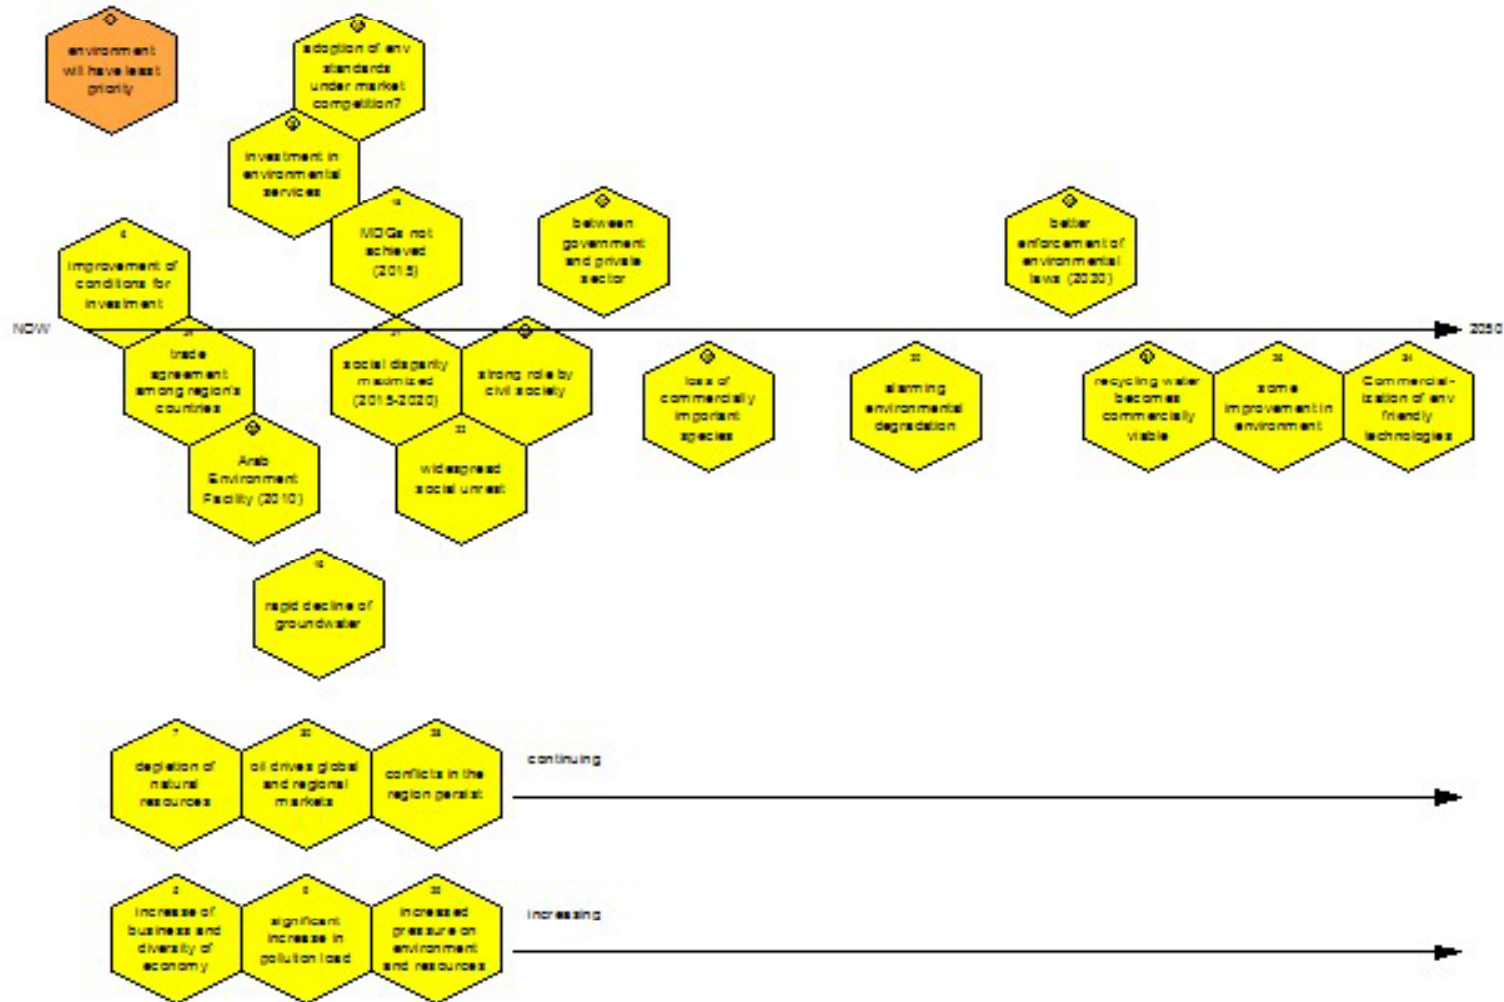 environment
will have least
priority
adoption of env
standards
under market
competition?
investment in
environmental
services
MDGs not
achieved
(2015)
between
government
and private
sector
better
enforcement of
environmental
laws (2030)
improvement of
conditions for
investment
NOW
2050
trade
agreement
among region's
countries
social disparity
maximized
(2015-2020)
strong role by
civil society
loss of
commercially
important
species
alarming
environmental
degradation
recycling water
becomes
commercially
viable
some
improvement in
environment
Commercial-
ization of env
friendly
technologies
Arab
Environment
Facility (2010)
widespread
social unrest
rapid decline of
groundwater
7
depletion of
natural
resources
oil drives global
and regional
markets
conflicts in the
region persist
continuing
increase of
business and
diversity of
economy
significant
increase in
pollution load
increased
pressure on
environment
and resources
increasing